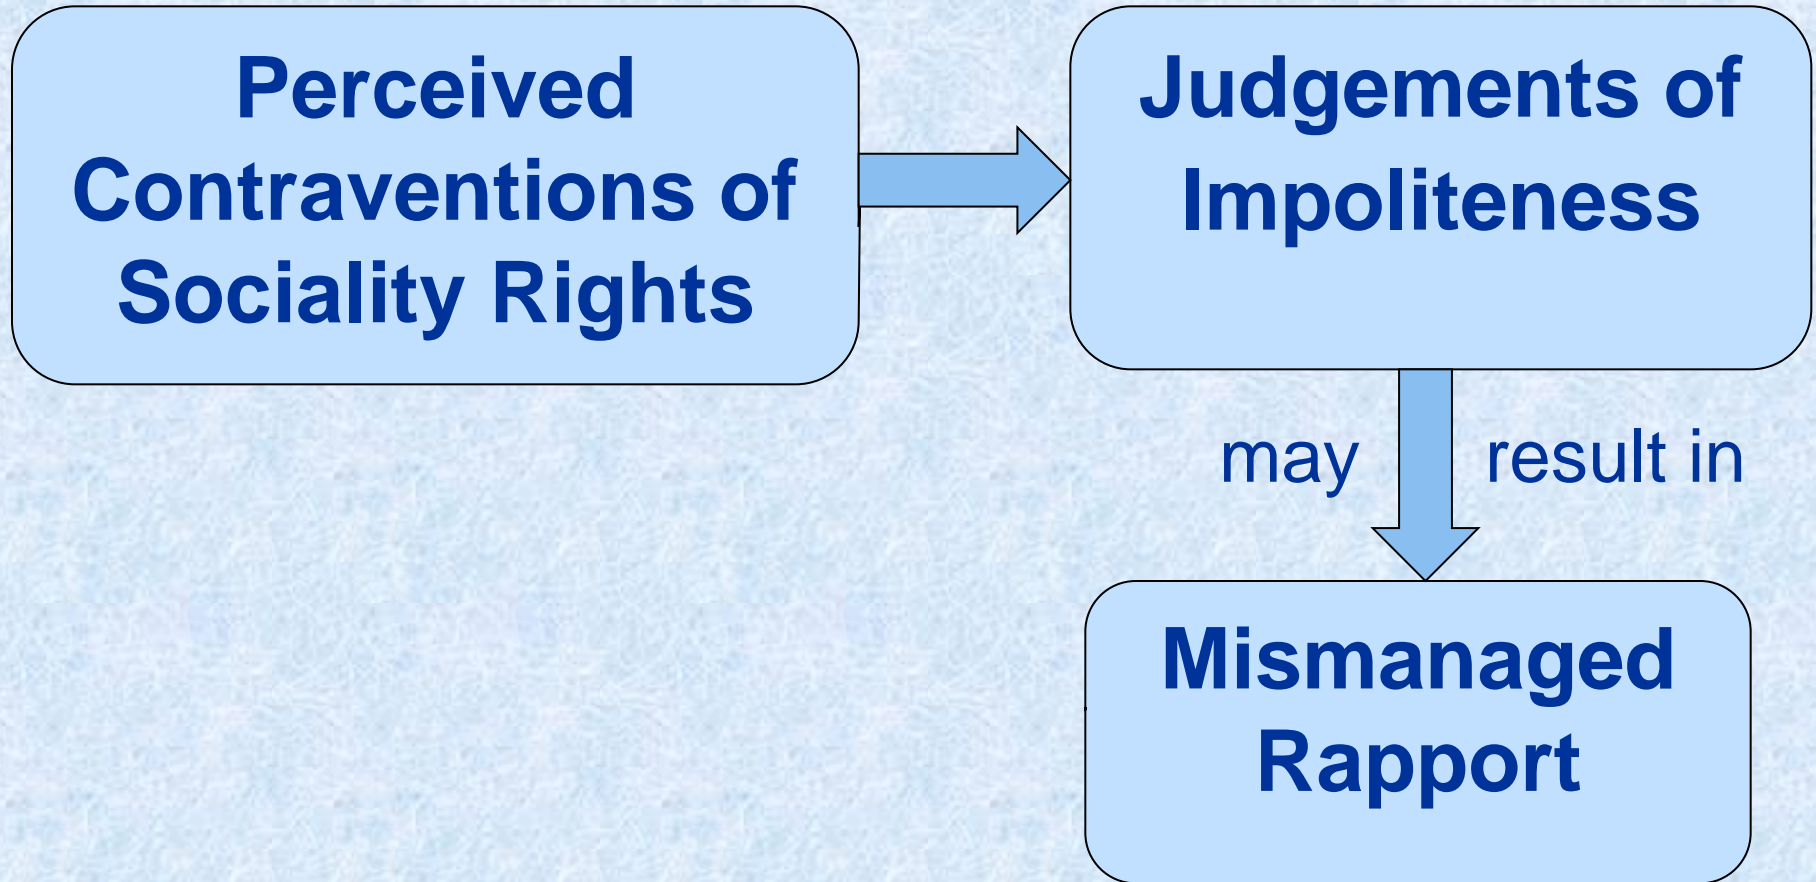 Perceived
Contraventions of
Sociality Rights
Judgements of
Impoliteness
may result in
Mismanaged
Rapport